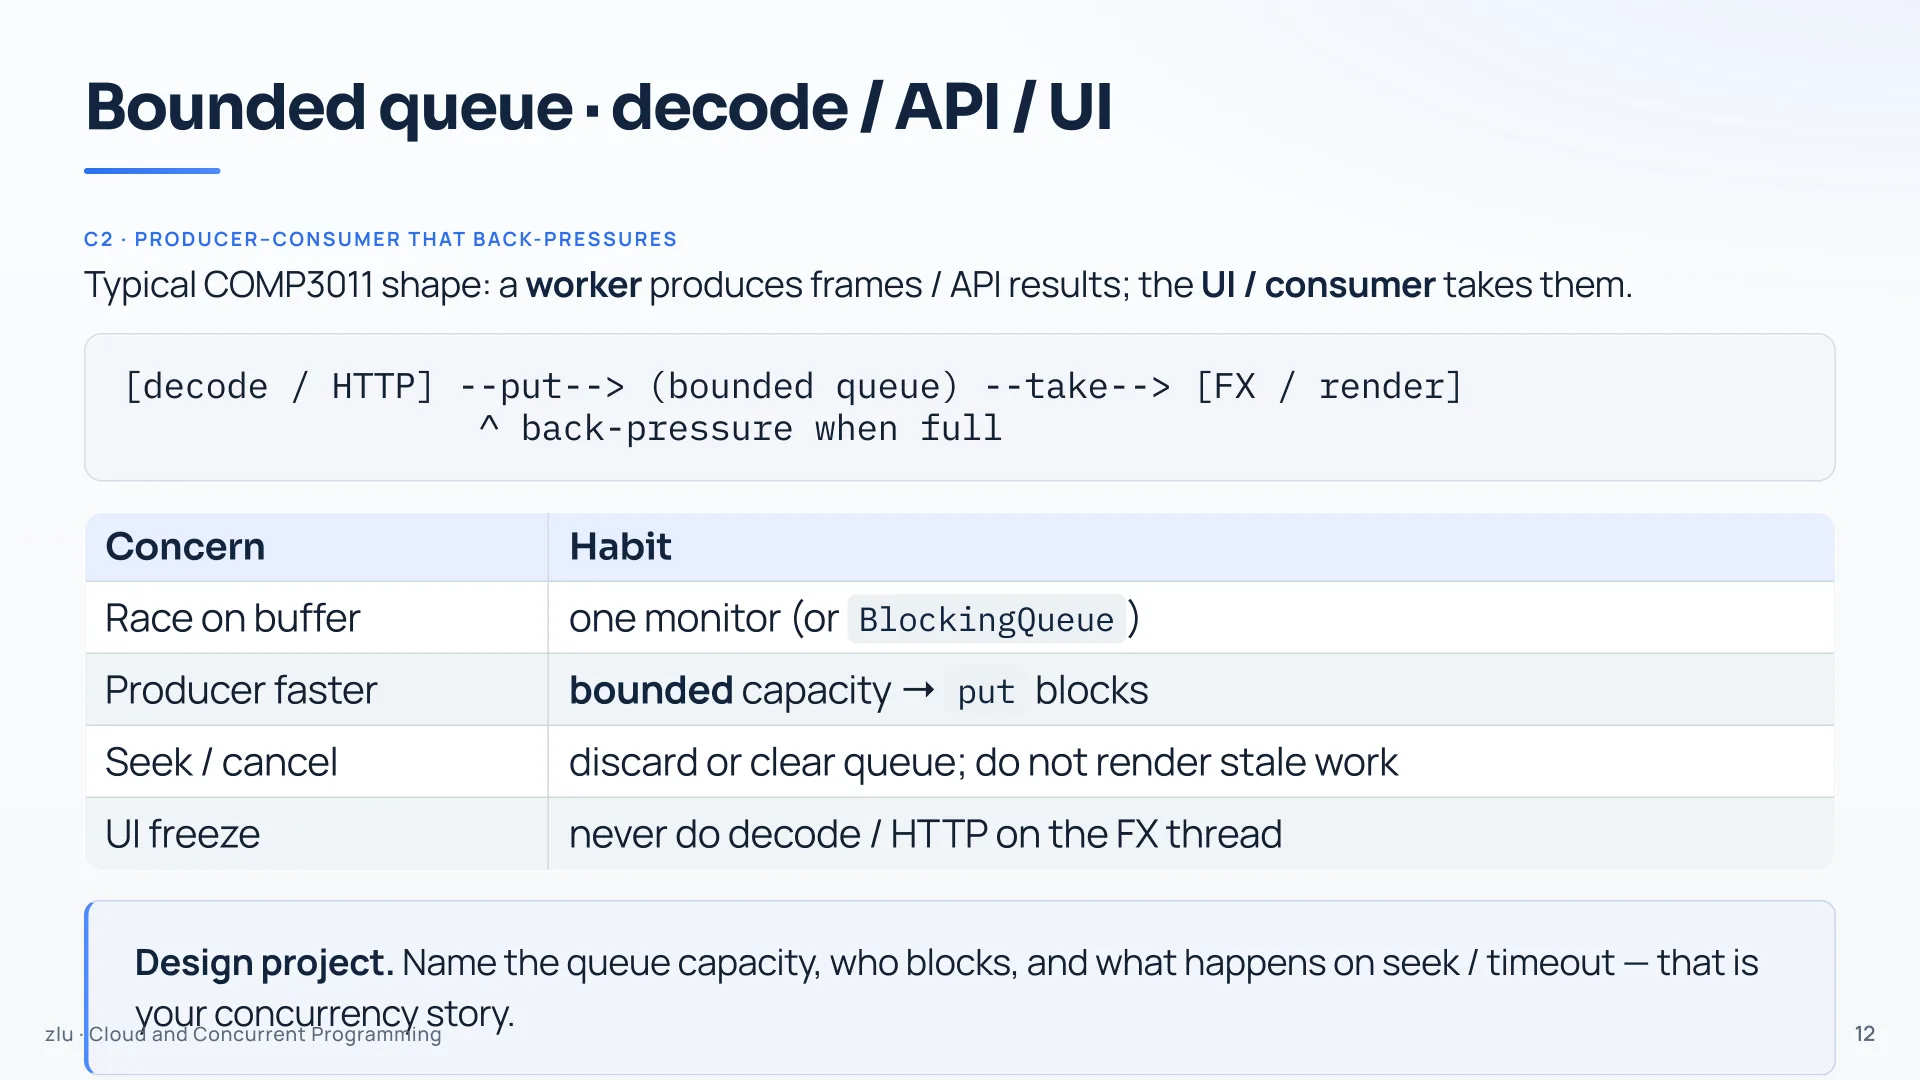 Bounded queue · decode / API / UI
C2 · PRODUCER–CONSUMER THAT BACK-PRESSURES
Typical COMP3011 shape: a worker produces frames / API results; the UI / consumer takes them.
[decode / HTTP] --put--> (bounded queue) --take--> [FX / render]
^ back-pressure when full
Concern Habit
Race on buffer one monitor (or BlockingQueue)
Producer faster bounded capacity → put blocks
Seek / cancel discard or clear queue; do not render stale work
UI freeze never do decode / HTTP on the FX thread
Design project. Name the queue capacity, who blocks, and what happens on seek / timeout — that is
your concurrency story.
zlu · Cloud and Concurrent Programming
12